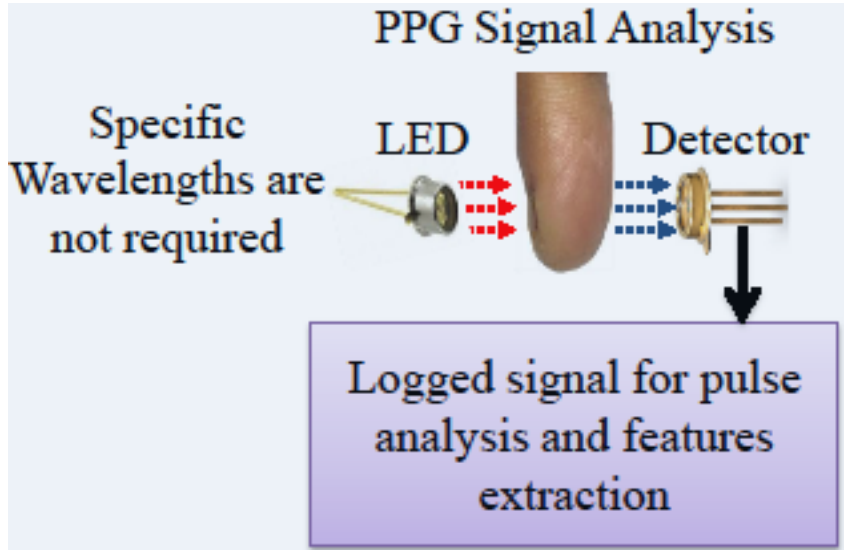 PPG Signal Analysis
Specific
Wavelengths are
not required
LED
Detector
Logged signal for pulse
analysis and features
extraction